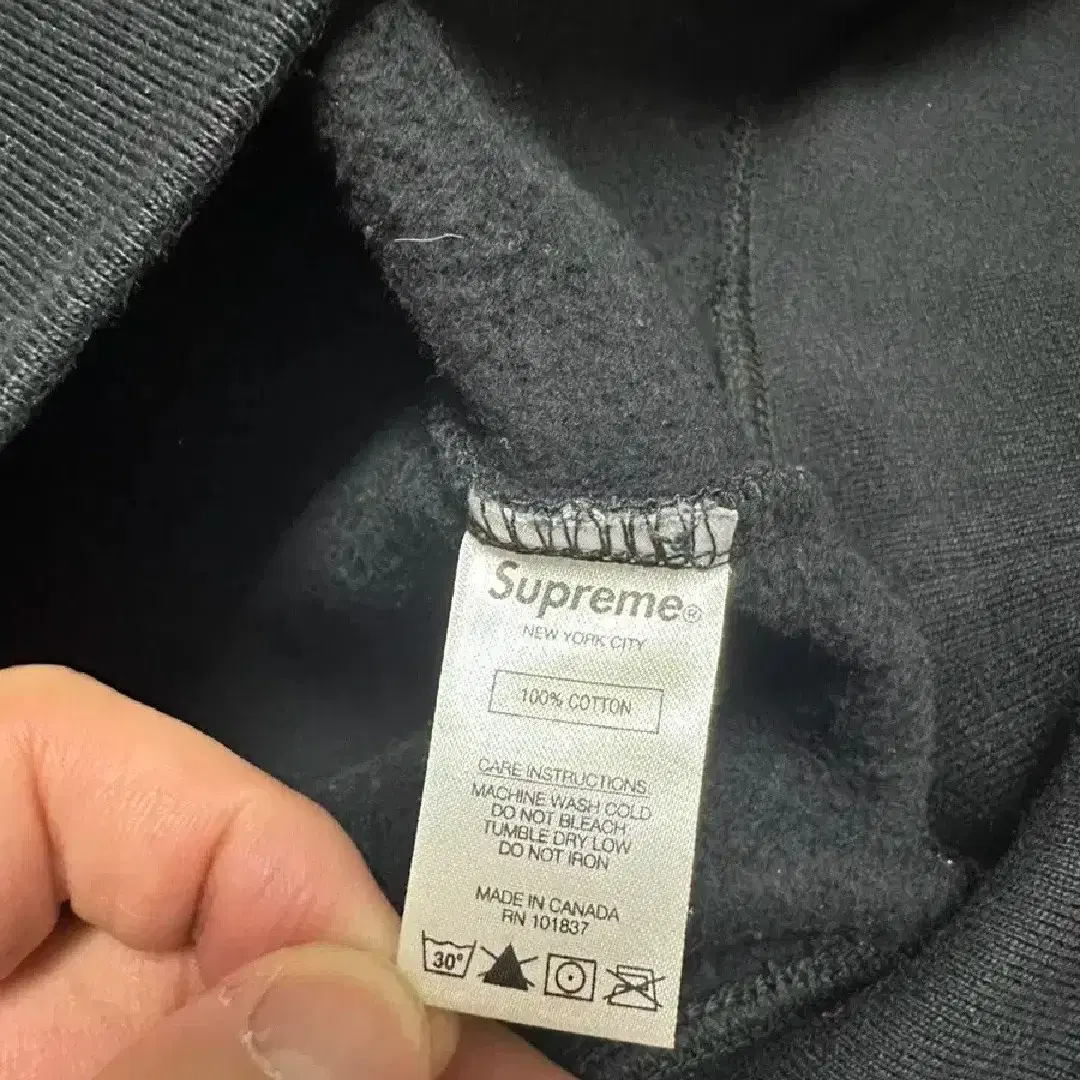 Supreme®
NEW YORK CITY
100% COTTON
CARE INSTRUCTIONS
MACHINE WASH COLD
DO NOT BLEACH
TUMBLE DRY LOW
DO NOT IRON
MADE IN CANADA
RN 101837
30°